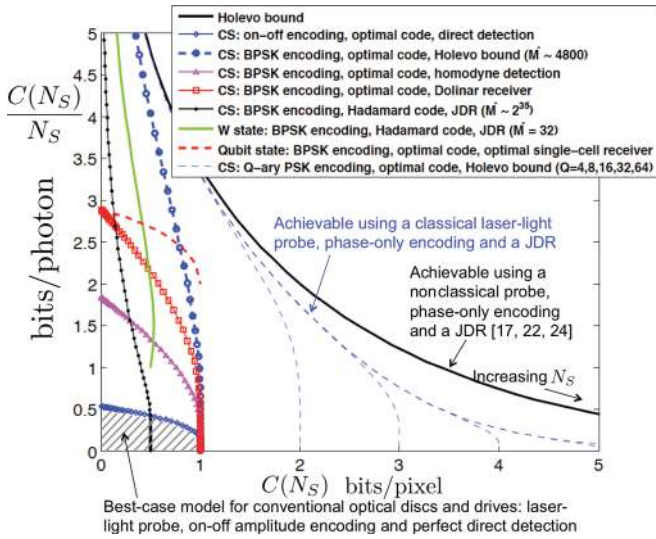 Holevo bound
CS: on-off encoding, optimal code, direct detection
CS: BPSK encoding, optimal code, Holevo bound (M ~ 4800)
CS: BPSK encoding, optimal code, homodyne detection
CS: BPSK encoding, optimal code, Dolinar receiver
CS: BPSK encoding, Hadamard code, JDR (M ~ 2^35)
W state: BPSK encoding, Hadamard code, JDR (M = 32)
Qubit state: BPSK encoding, optimal code, optimal single-cell receiver
CS: Q-ary PSK encoding, optimal code, Holevo bound (Q=4,8,16,32,64)
C(N_S)
N_S
bits/photon
5
4.5
4
3.5
3
2.5
2
1.5
1
0.5
0
Achievable using a classical laser-light
probe, phase-only encoding and a JDR
Achievable using a
nonclassical probe,
phase-only encoding
and a JDR [17, 22, 24]
Increasing N_S
0 1 2 3 4 5
C(N_S) bits/pixel
Best-case model for conventional optical discs and drives: laser-
light probe, on-off amplitude encoding and perfect direct detection